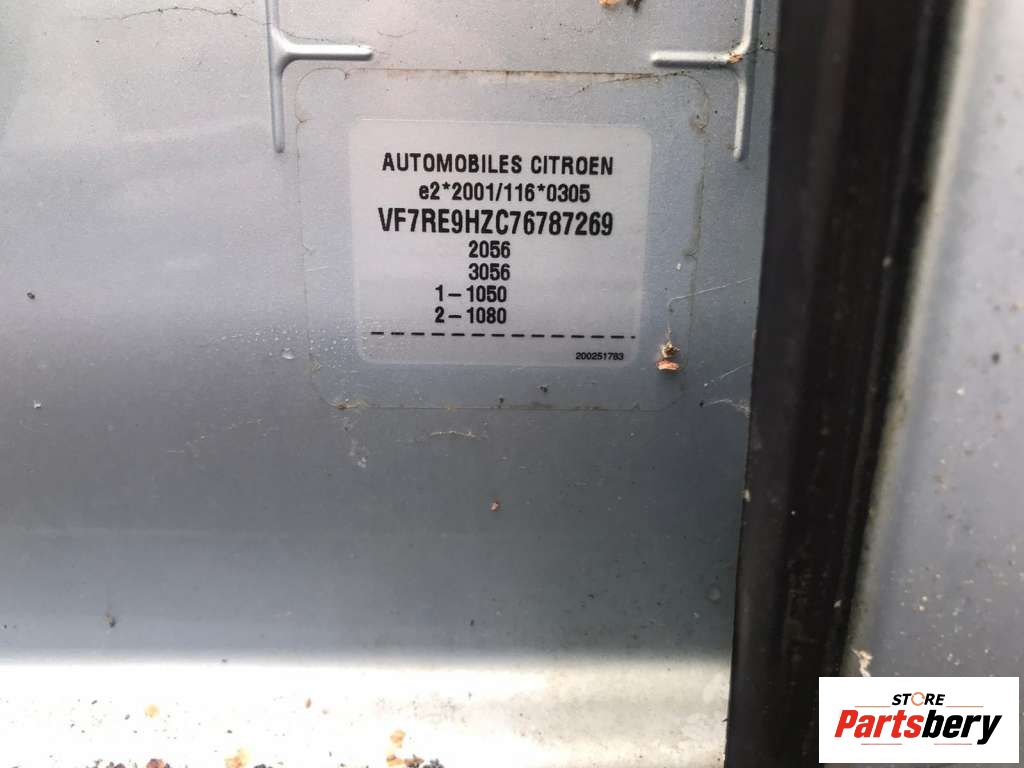 AUTOMOBILES CITROEN
e2*2001/116*0305
VF7RE9HZC76787269
2056
3056
1-1050
2-1080
200251783
STORE
Partsbery